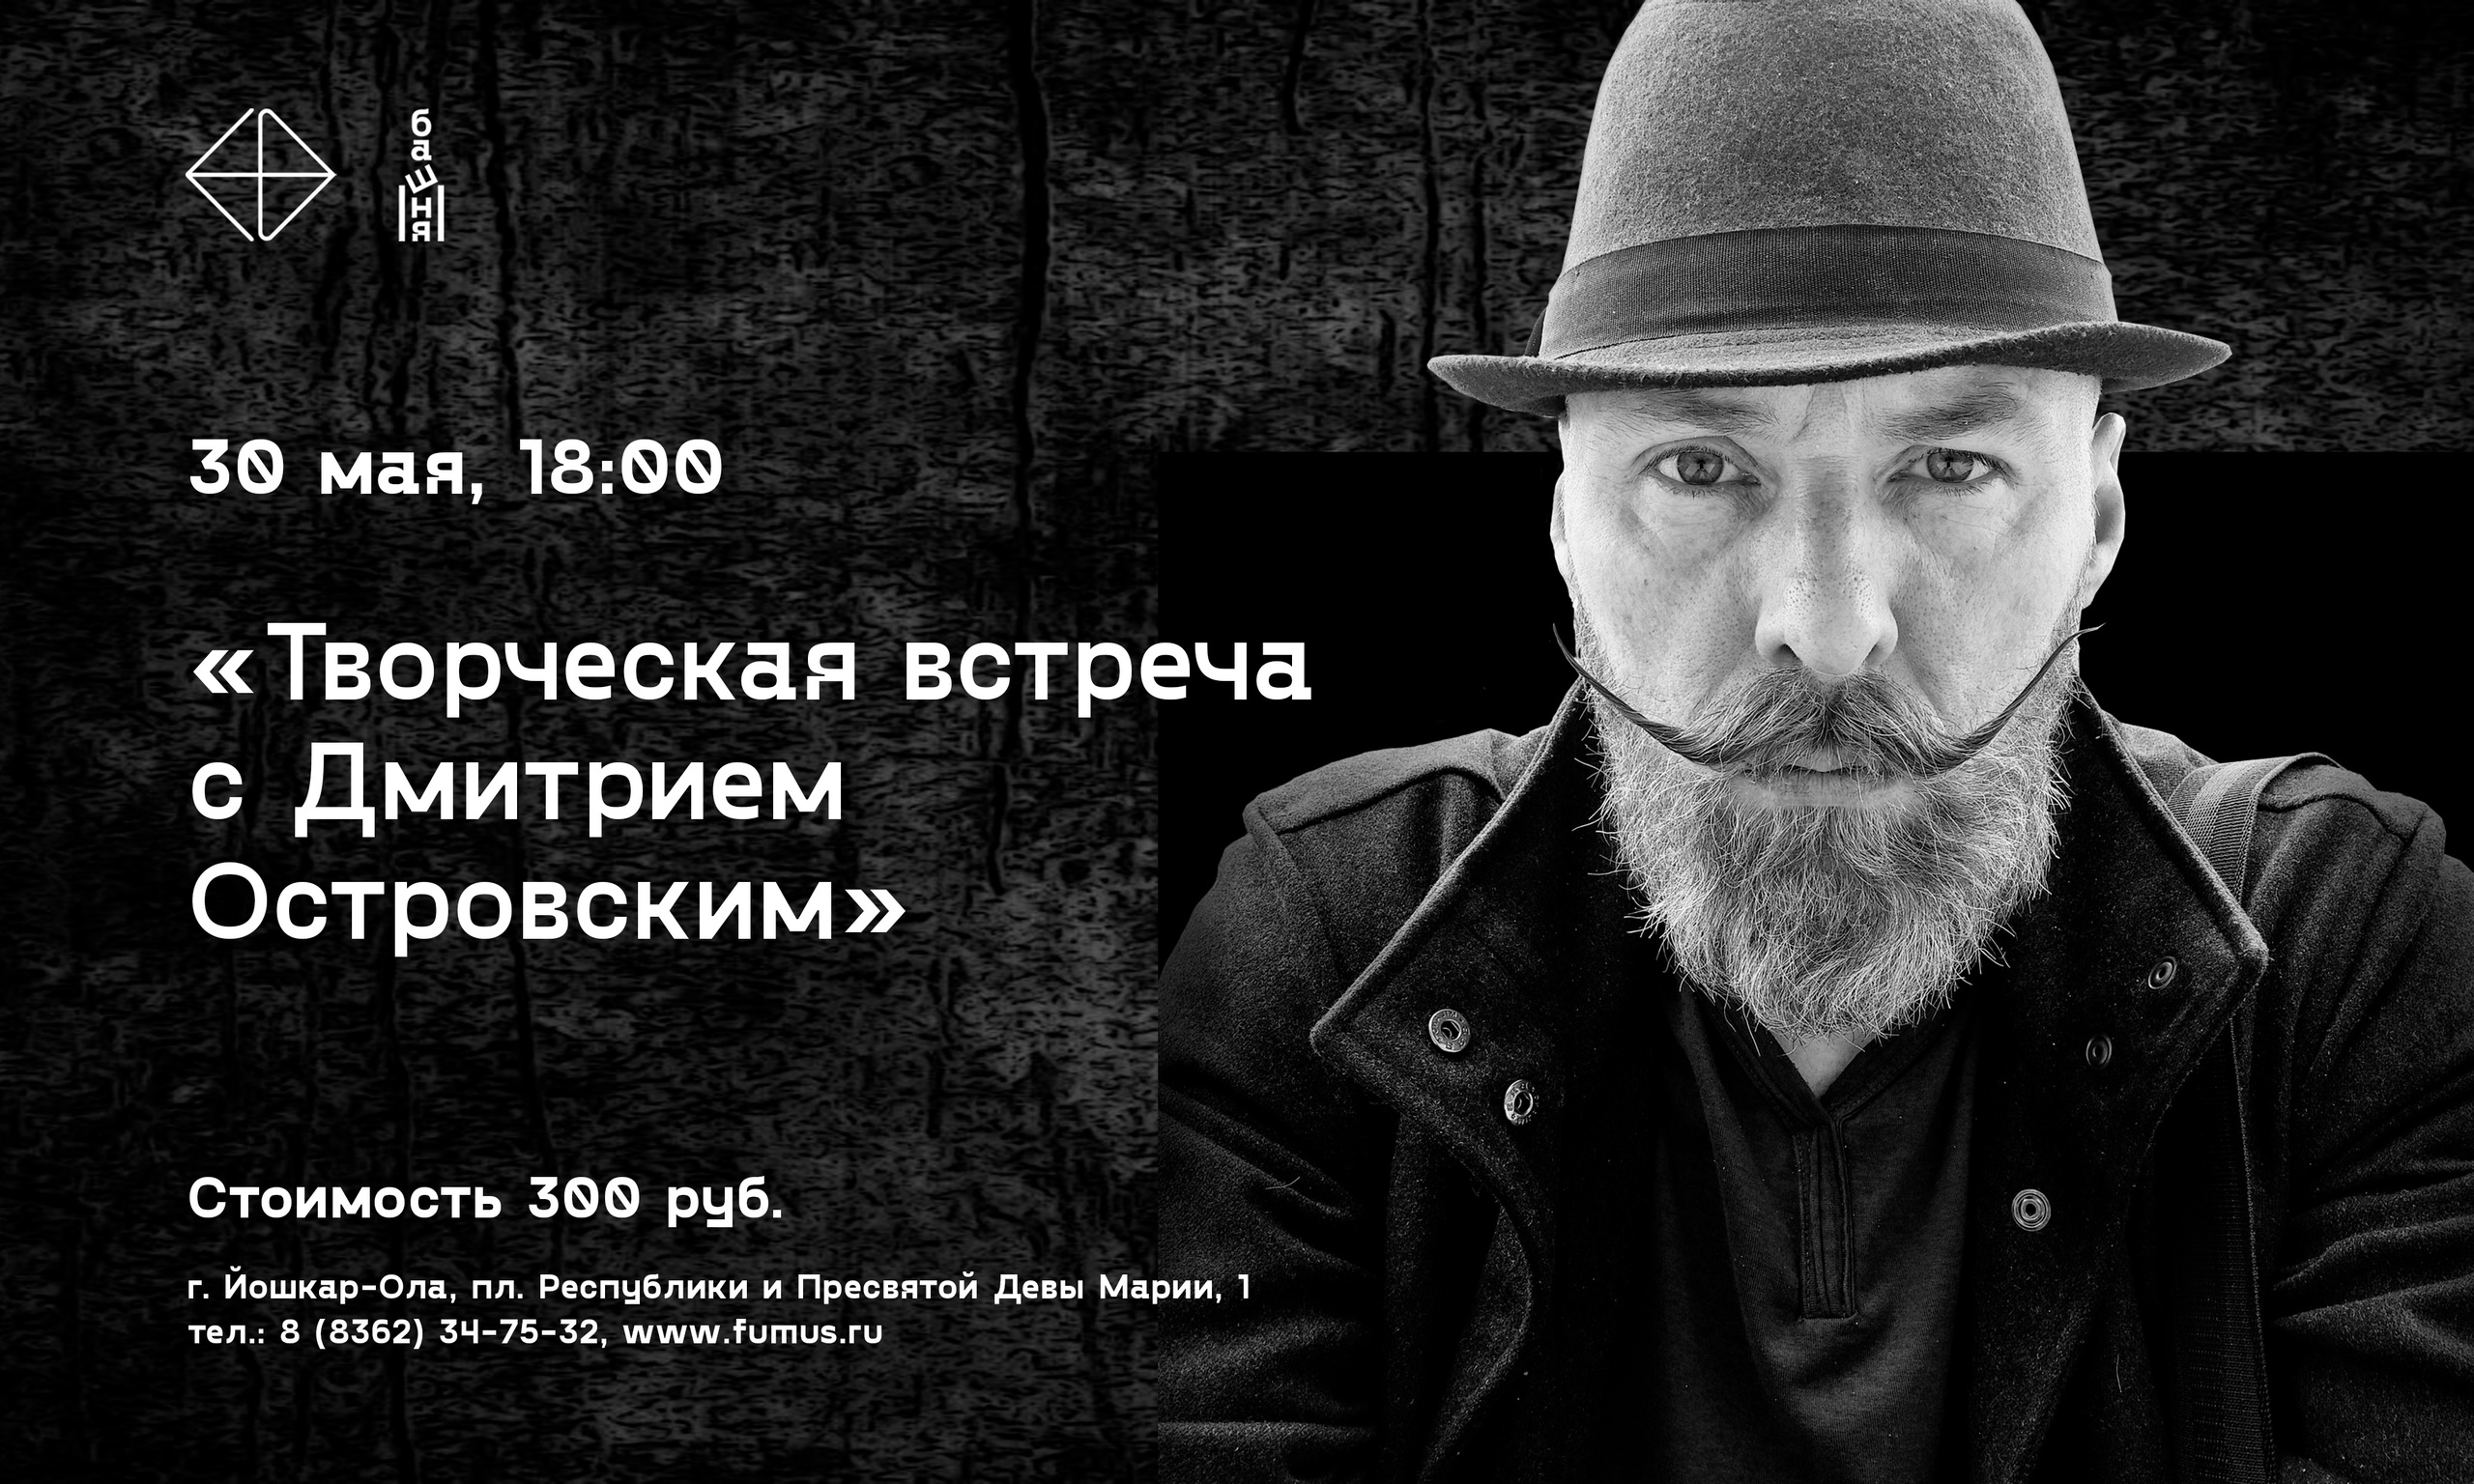 башня
30 мая, 18:00
«Творческая встреча
с Дмитрием
Островским»
Стоимость 300 руб.
г. Йошкар-Ола, пл. Республики и Пресвятой Девы Марии, 1
тел.: 8 (8362) 34-75-32, www.fumus.ru